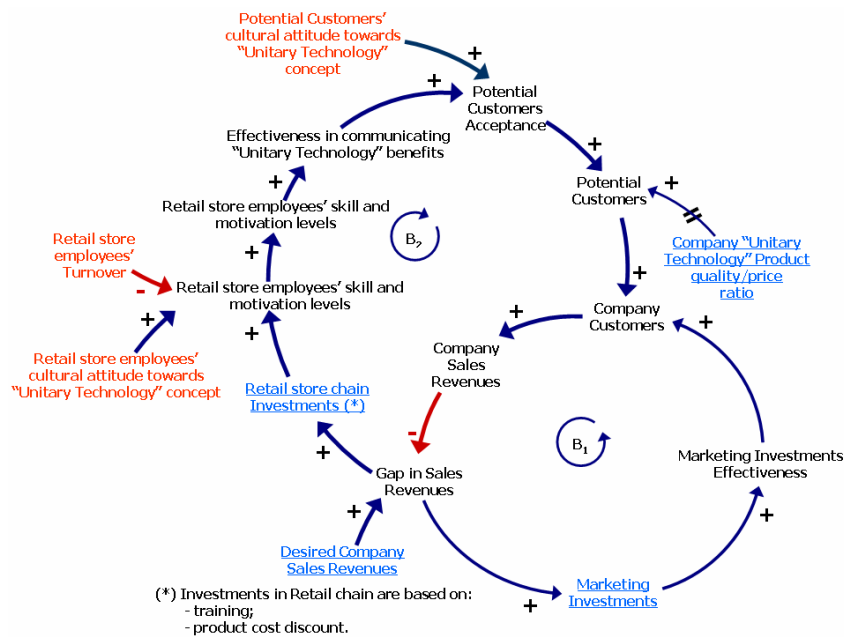 Potential Customers’
cultural attitude towards
“Unitary Technology”
concept
+
+
Potential
Customers
Acceptance
Effectiveness in communicating
“Unitary Technology” benefits
+
+
Potential
Customers
+
Retail store employees’ skill and
motivation levels
B2
Retail store
employees’
Turnover
+
Company “Unitary
Technology” Product
quality/price
ratio
-
Retail store employees’ skill and
motivation levels
+
+
Company
Customers
+
+
+
Retail store employees’
cultural attitude towards
“Unitary Technology” concept
Company
Sales
Revenues
Retail store chain
Investments (*)
-
B1
+
Gap in Sales
Revenues
Marketing Investments
Effectiveness
+
+
Desired Company
Sales Revenues
Marketing
Investments
+
(*) Investments in Retail chain are based on:
- training;
- product cost discount.